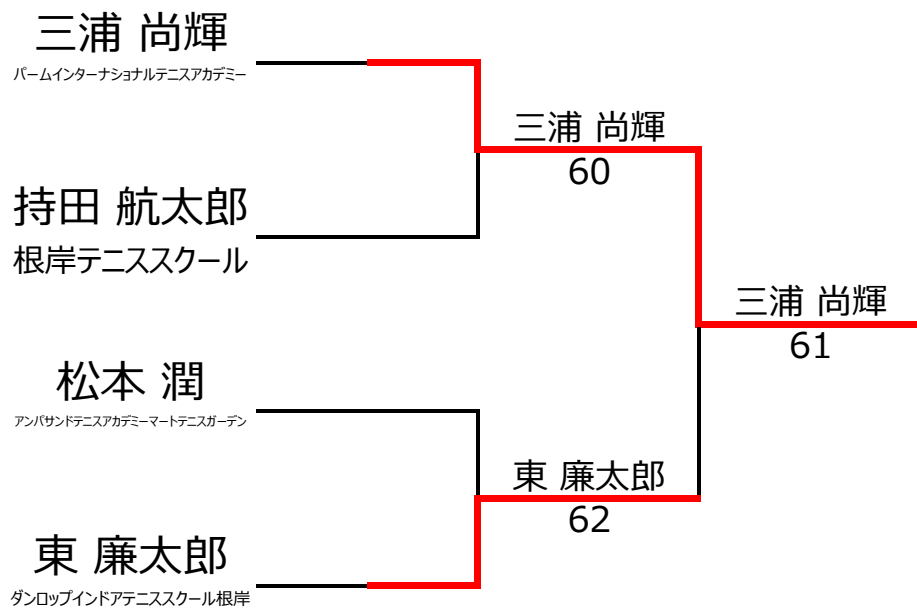 三浦 尚輝
パームインターナショナルテニスアカデミー
三浦 尚輝
60
持田 航太郎
根岸テニススクール
三浦 尚輝
61
松本 潤
アンパサンドテニスアカデミーマートテニスガーデン
東 廉太郎
62
東 廉太郎
ダンロップインドアテニススクール根岸